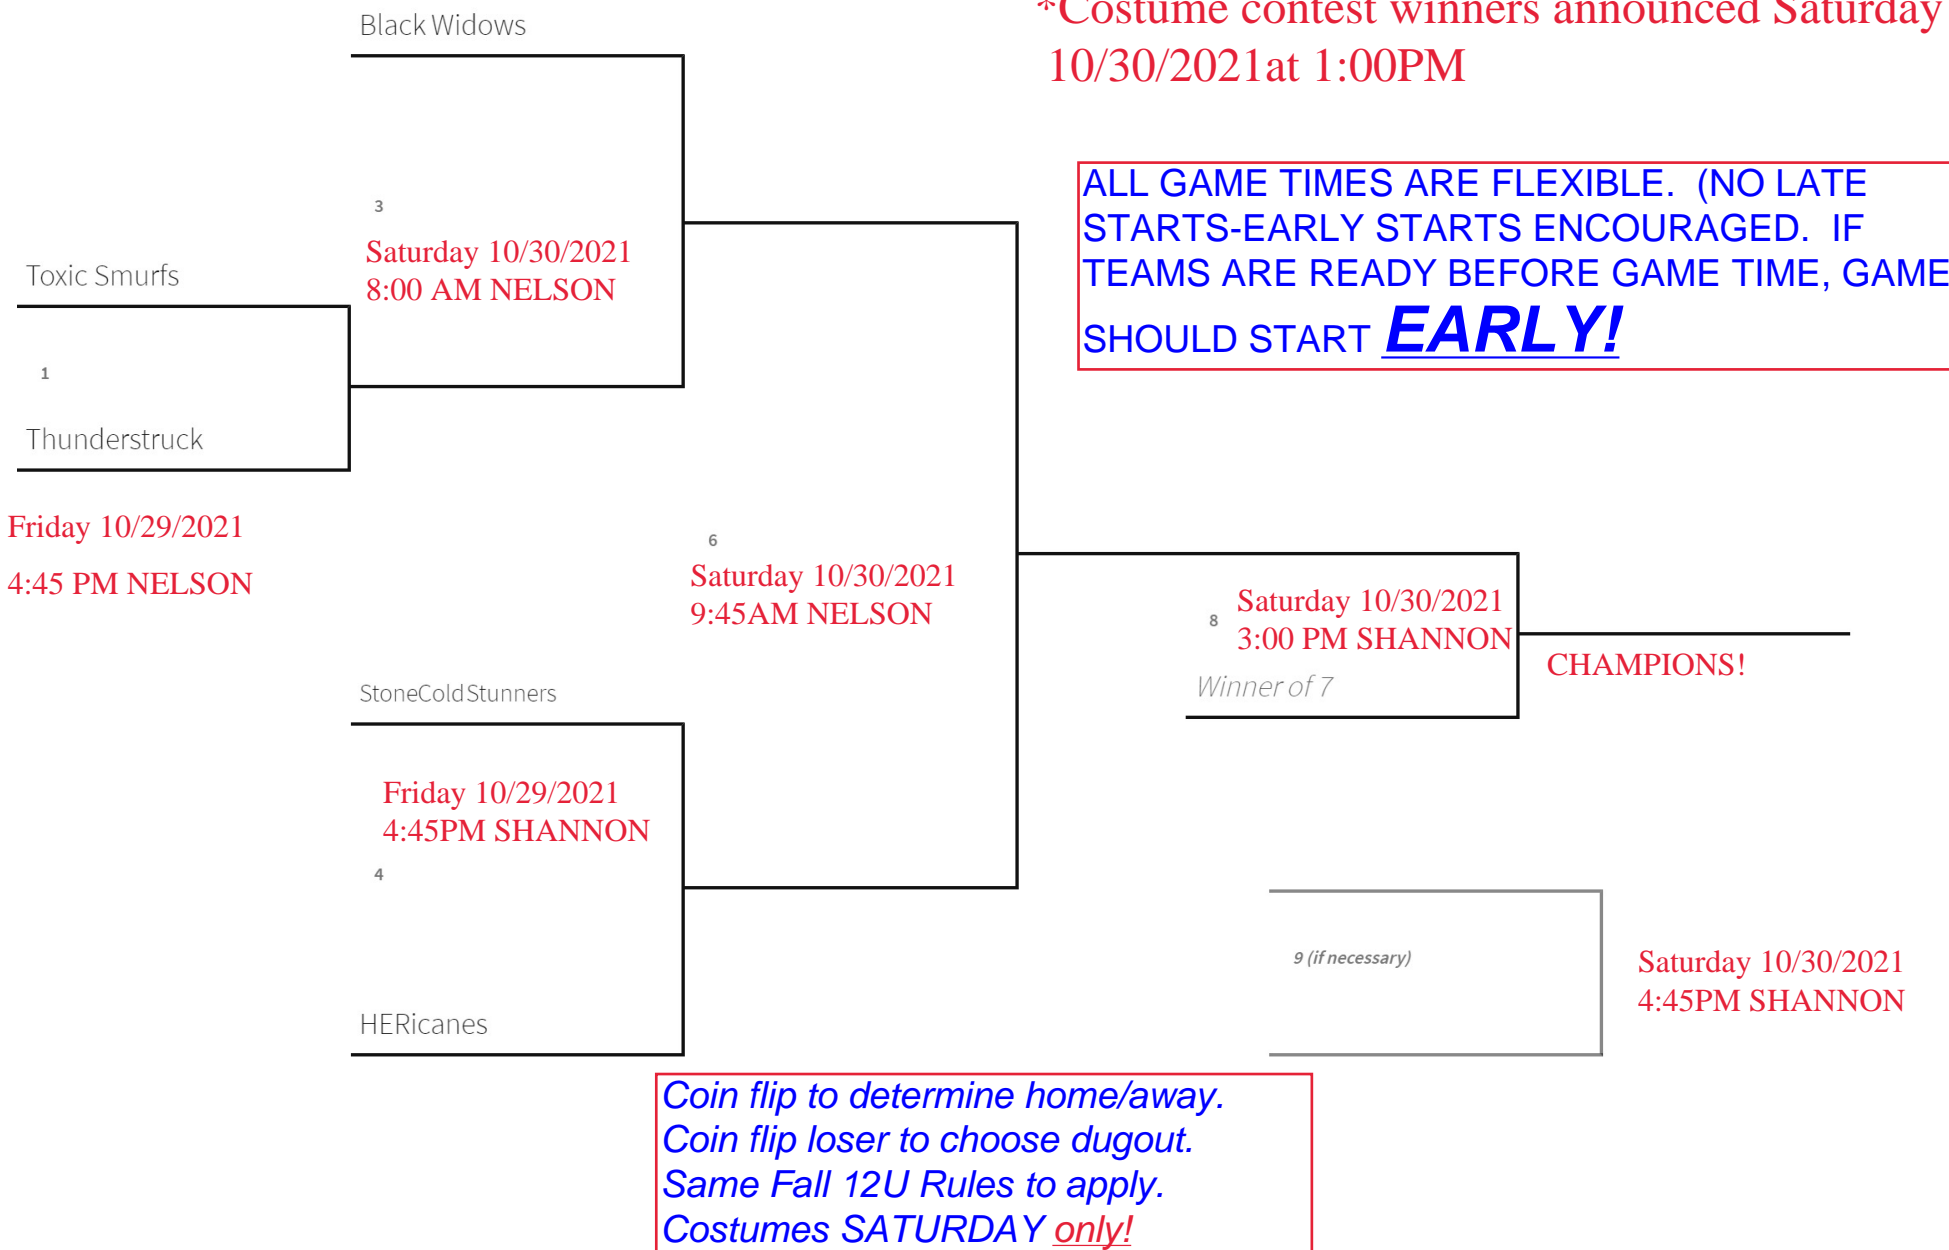 *Costume contest winners announced Saturday
10/30/2021at 1:00PM
Black Widows
ALL GAME TIMES ARE FLEXIBLE. (NO LATE
STARTS-EARLY STARTS ENCOURAGED. IF
TEAMS ARE READY BEFORE GAME TIME, GAME
SHOULD START EARLY!
3
Saturday 10/30/2021
8:00 AM NELSON
Toxic Smurfs
1
Thunderstruck
Friday 10/29/2021
4:45 PM NELSON
6
Saturday 10/30/2021
9:45AM NELSON
8
Saturday 10/30/2021
3:00 PM SHANNON
Winner of 7
CHAMPIONS!
StoneColdStunners
Friday 10/29/2021
4:45PM SHANNON
4
HERicanes
9 (if necessary)
Saturday 10/30/2021
4:45PM SHANNON
Coin flip to determine home/away.
Coin flip loser to choose dugout.
Same Fall 12U Rules to apply.
Costumes SATURDAY only!